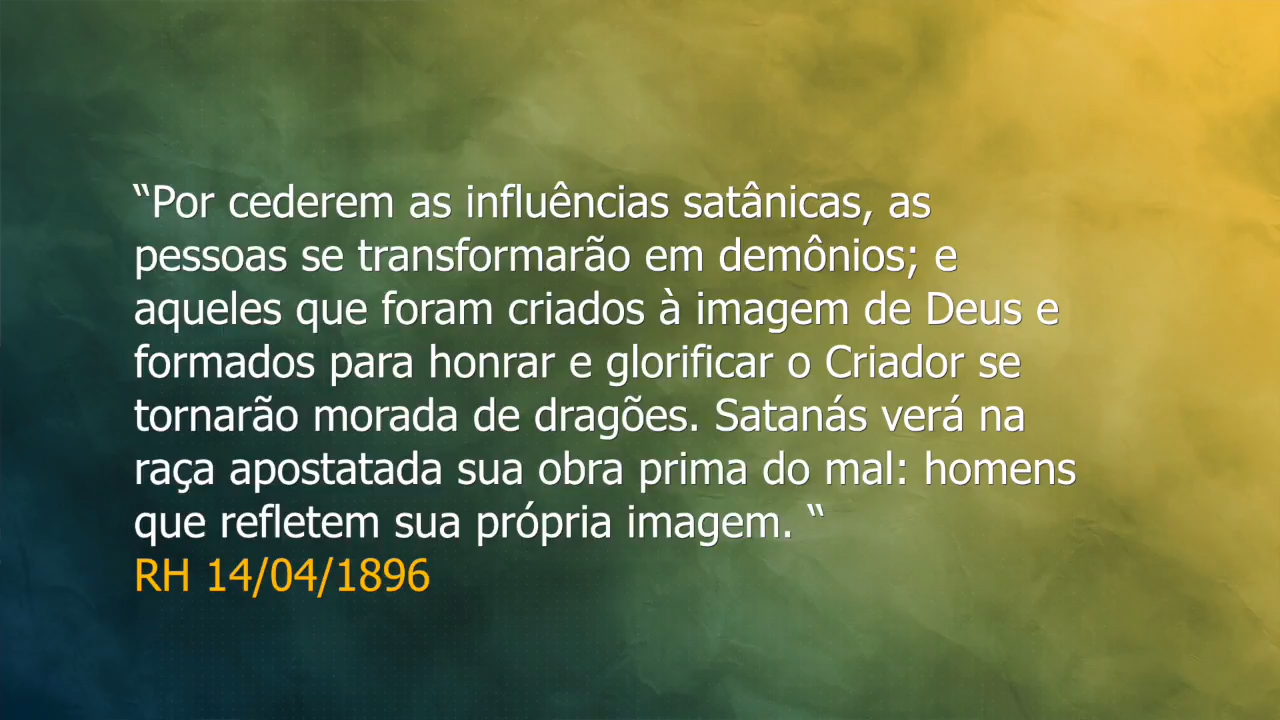 “Por cederem as influências satânicas, as
pessoas se transformarão em demônios; e
aqueles que foram criados à imagem de Deus e
formados para honrar e glorificar o Criador se
tornarão morada de dragões. Satanás verá na
raça apostatada sua obra prima do mal: homens
que refletem sua própria imagem. “
RH 14/04/1896